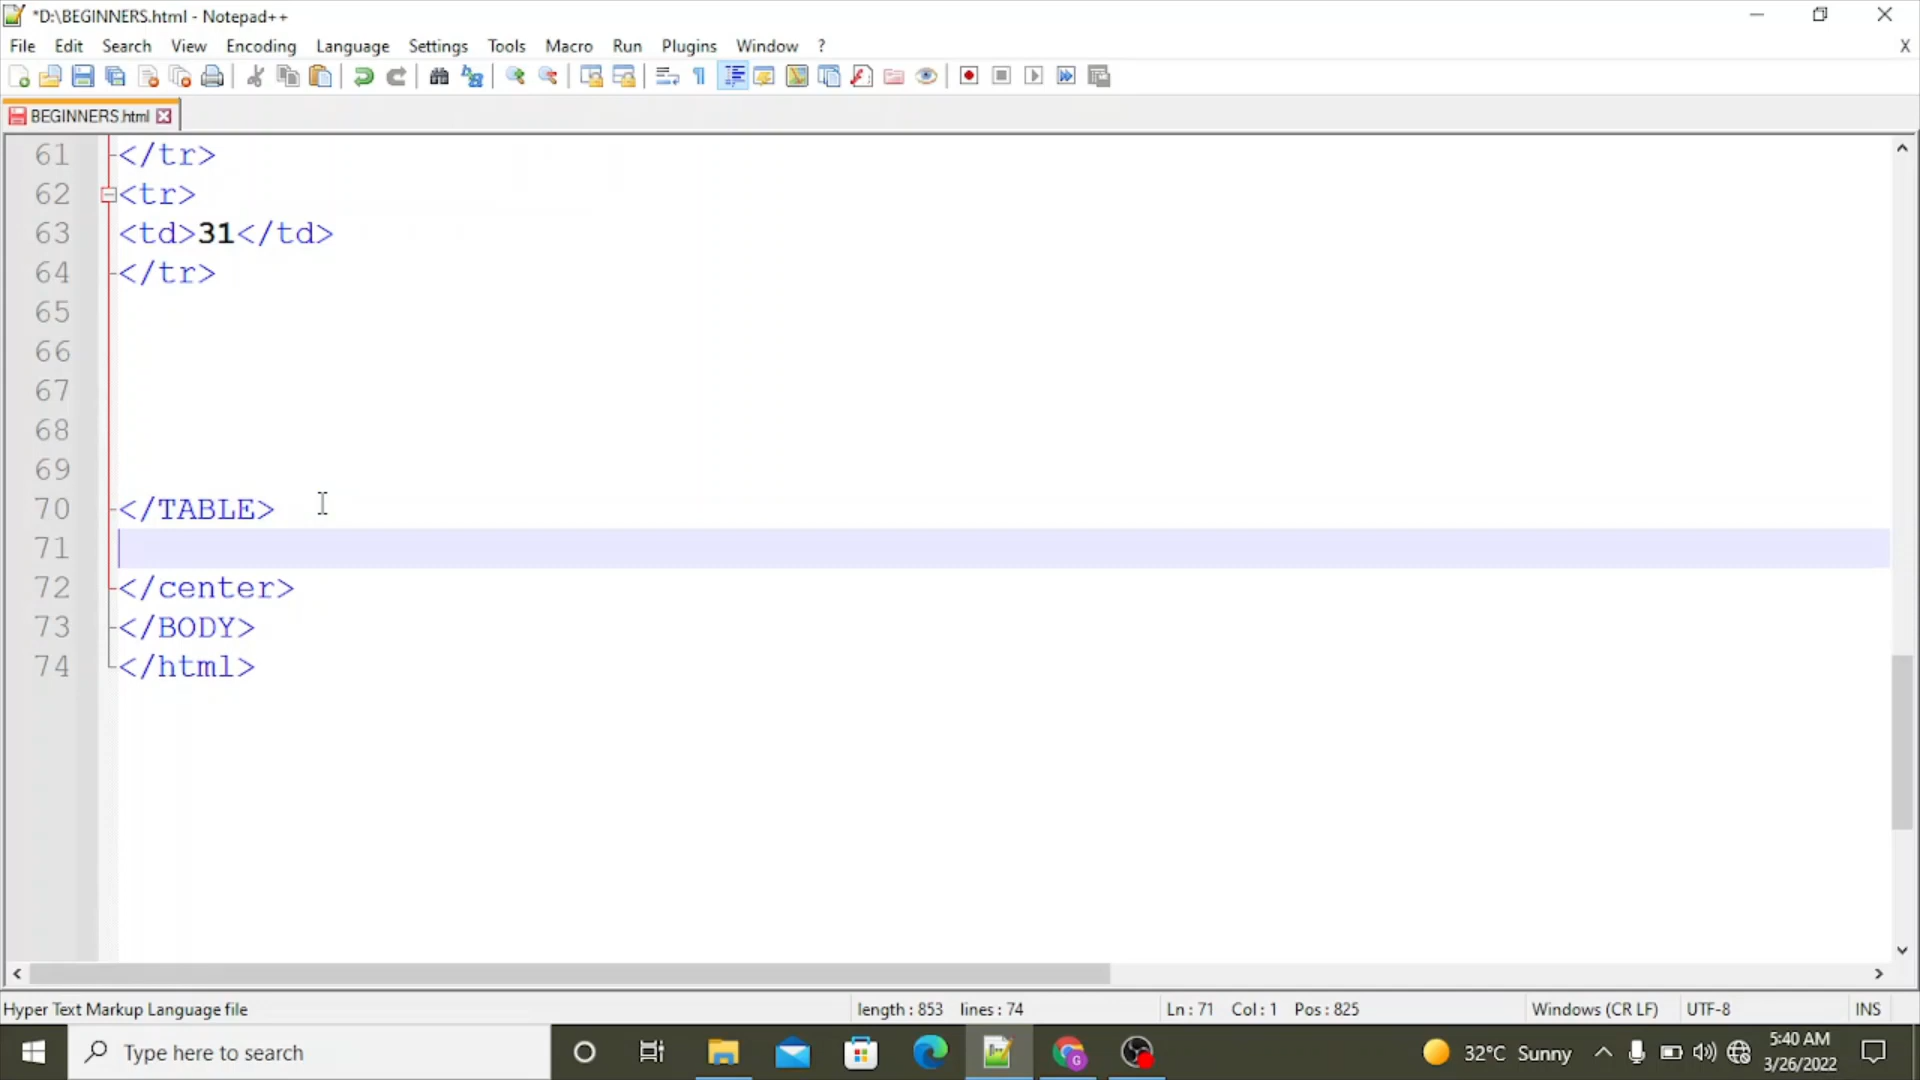 *D:\BEGINNERS.html - Notepad++
File Edit Search View Encoding Language Settings Tools Macro Run Plugins Window ?
X
BEGINNERS.html
61 </tr>
62 <tr>
63 <td>31</td>
64 </tr>
65
66
67
68
69
70 </TABLE>
71
72 </center>
73 </BODY>
74 </html>
Hyper Text Markup Language file length : 853 lines : 74 Ln : 71 Col : 1 Pos : 825 Windows (CR LF) UTF-8 INS
Type here to search
G
32°C Sunny
5:40 AM
3/26/2022